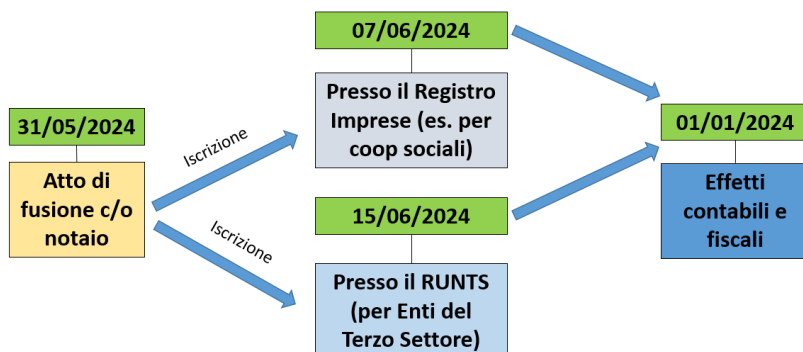 31/05/2024
Atto di
fusione c/o
notaio
Iscrizione
Iscrizione
07/06/2024
Presso il Registro
Imprese (es. per
coop sociali)
15/06/2024
Presso il RUNTS
(per Enti del
Terzo Settore)
01/01/2024
Effetti
contabili e
fiscali